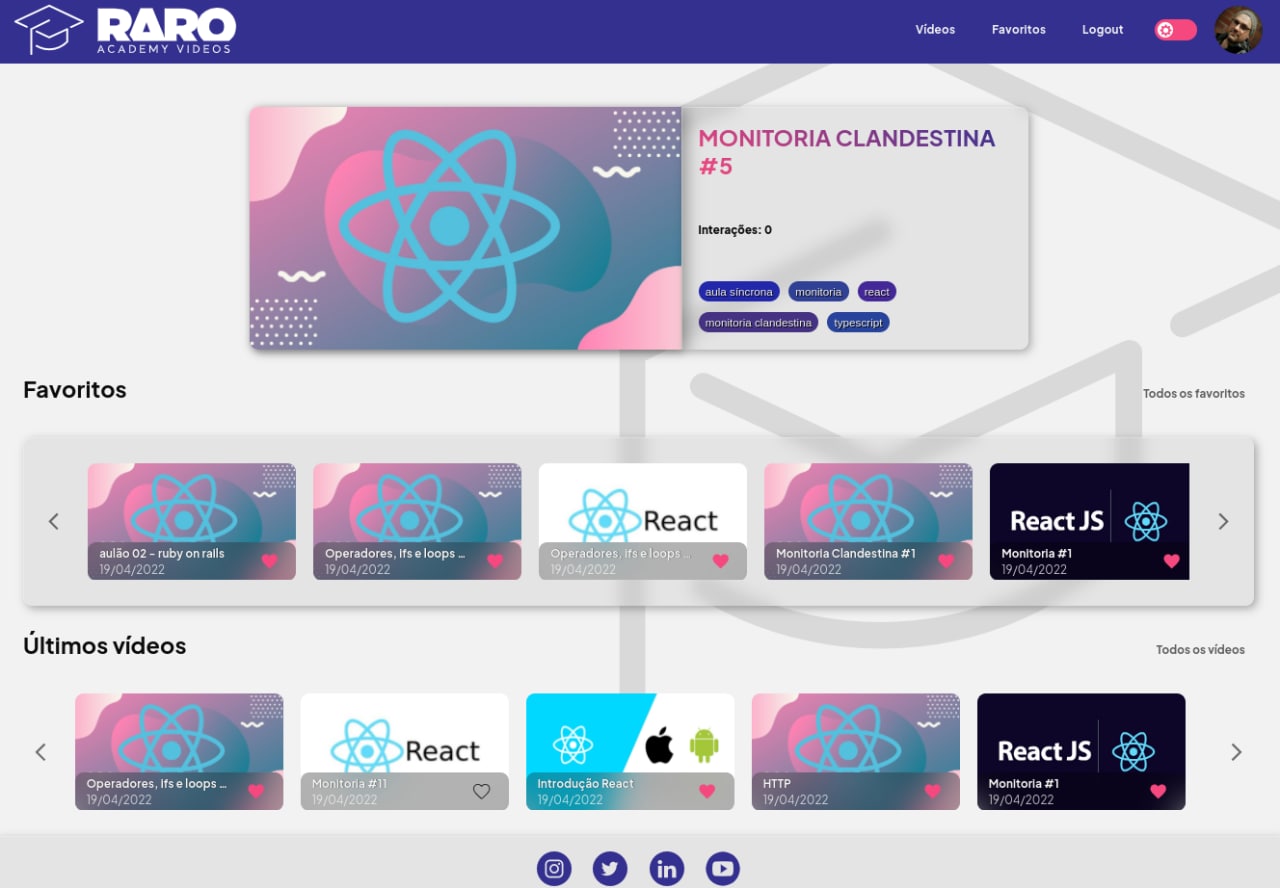 RARO
ACADEMY VIDEOS
Vídeos
Favoritos
Logout
MONITORIA CLANDESTINA
#5
Interações: 0
aula síncrona
monitoria
react
monitoria clandestina
typescript
Favoritos
Todos os favoritos
aulão 02 - ruby on rails
19/04/2022
Operadores, Ifs e loops ...
19/04/2022
React
Operadores, ifs e loops ...
19/04/2022
Monitoria Clandestina #1
19/04/2022
React JS
Monitoria #1
19/04/2022
Últimos vídeos
Todos os vídeos
Operadores, Ifs e loops ...
19/04/2022
React
Monitoria #11
19/04/2022
Introdução React
19/04/2022
HTTP
19/04/2022
React JS
Monitoria #1
19/04/2022
in